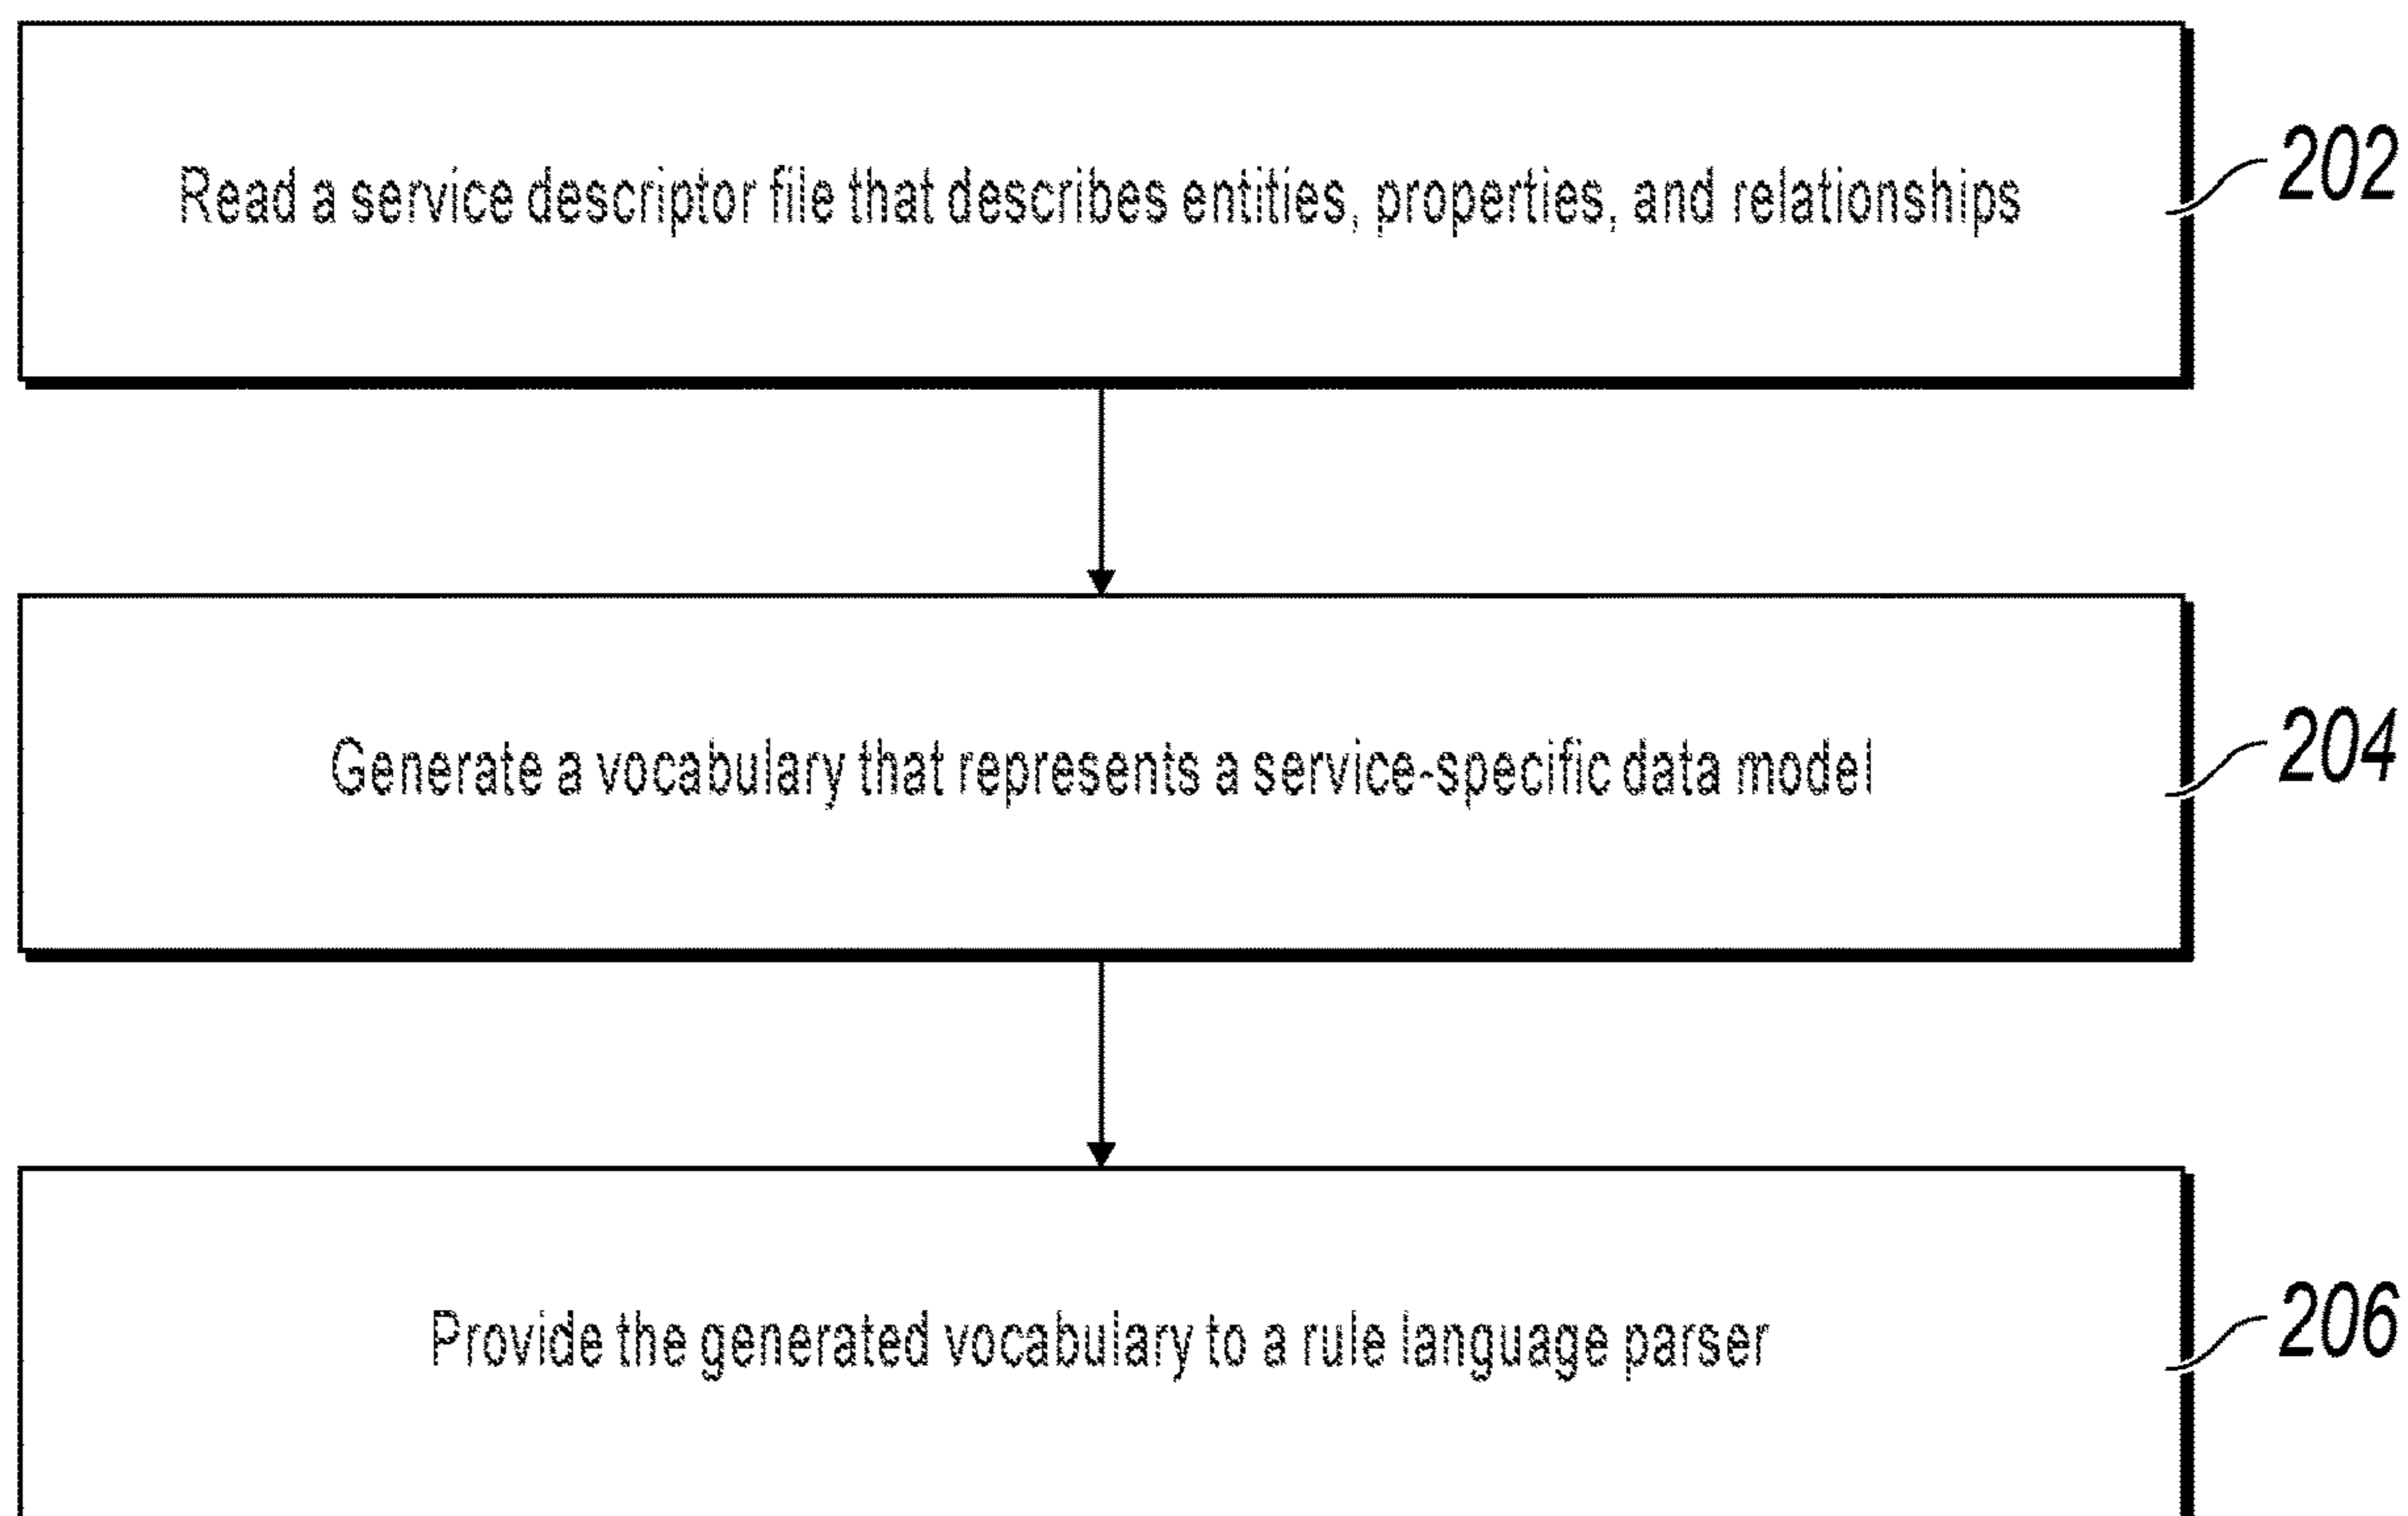 Read a service descriptor file that describes entities, properties, and relationships
202
Generate a vocabulary that represents a service-specific data model
204
Provide the generated vocabulary to a rule language parser
206